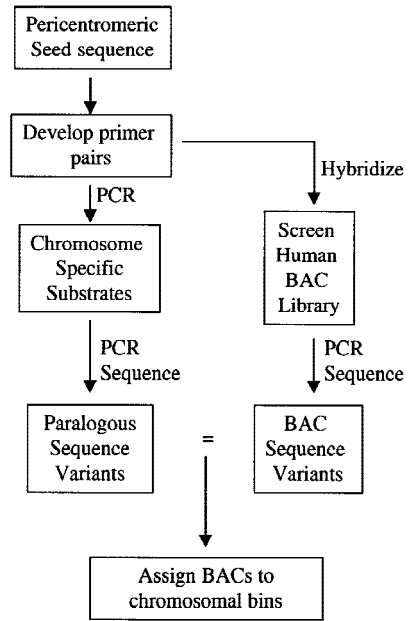 Pericentromeric
Seed sequence
Develop primer
pairs
Hybridize
PCR
Chromosome
Specific
Substrates
Screen
Human
BAC
Library
PCR
Sequence
PCR
Sequence
Paralogous
Sequence
Variants
=
BAC
Sequence
Variants
Assign BACs to
chromosomal bins